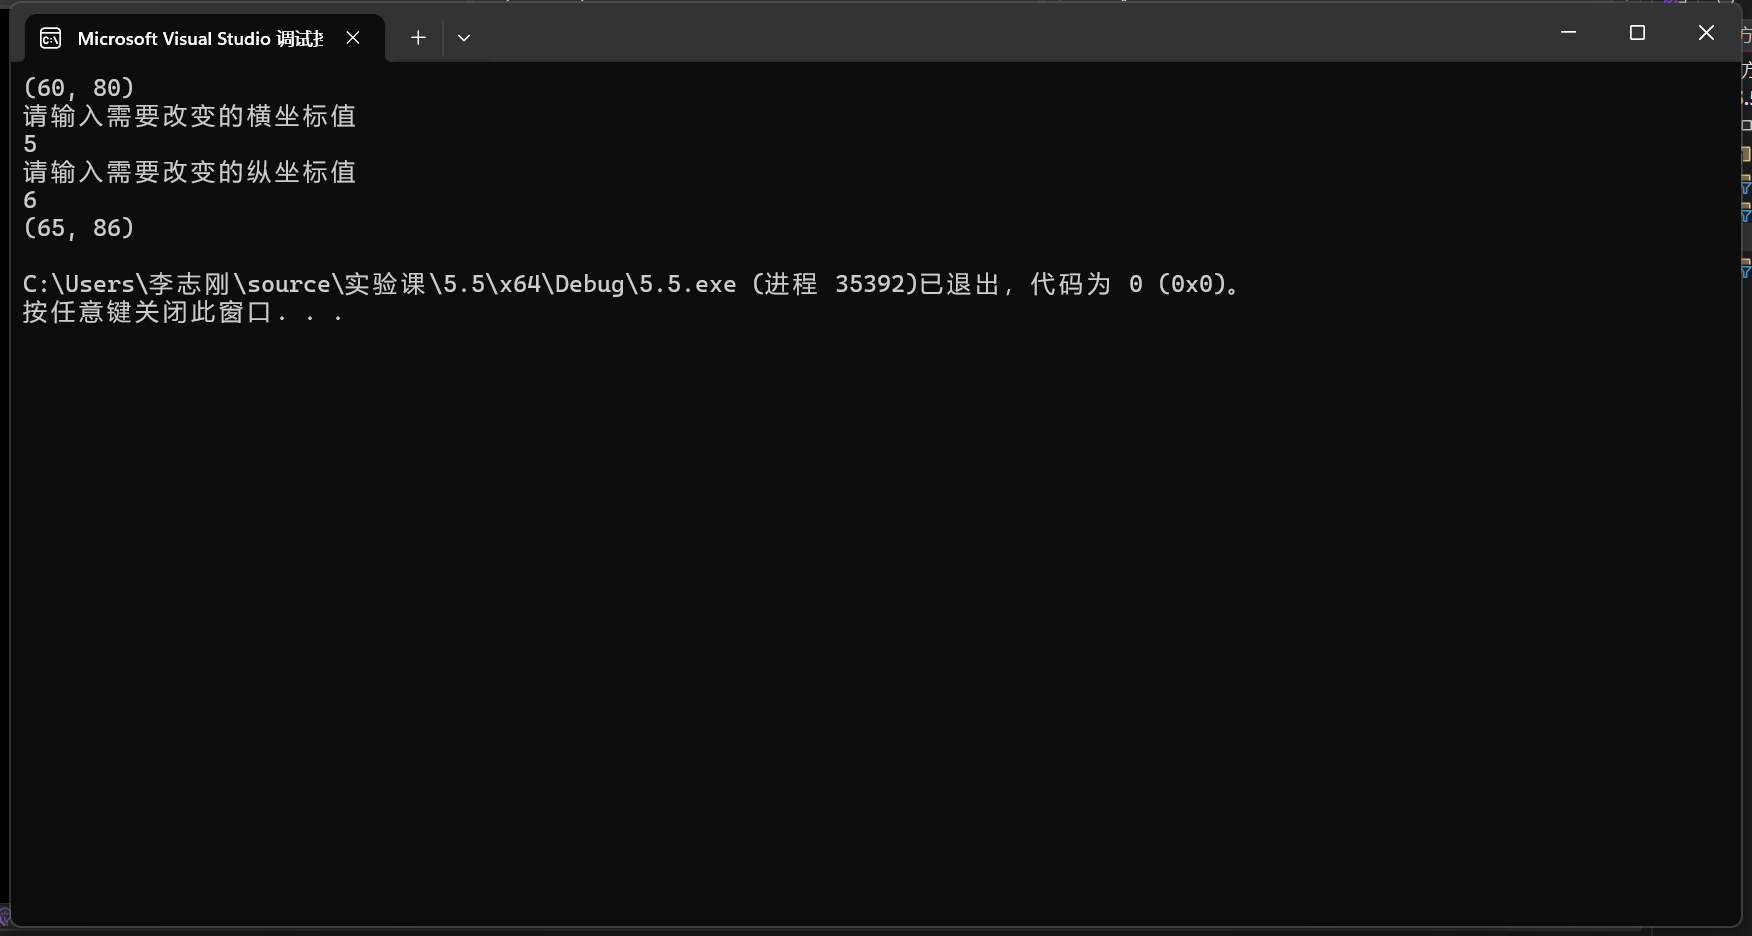 Microsoft Visual Studio 调试
(60, 80)
请输入需要改变的横坐标值
5
请输入需要改变的纵坐标值
6
(65, 86)
C:\Users\李志刚\source\实验课\5.5\x64\Debug\5.5.exe (进程 35392)已退出，代码为 0 (0x0)。
按任意键关闭此窗口. . .